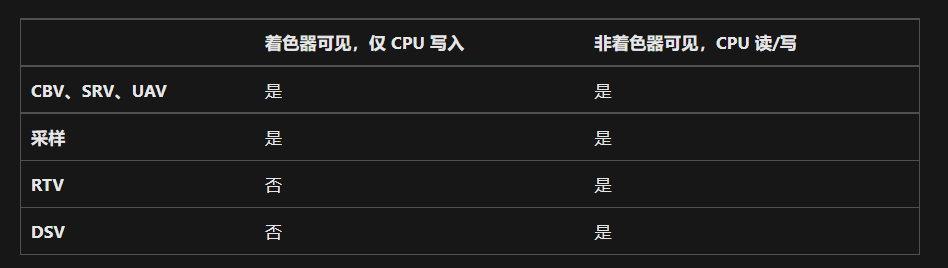 着色器可见，仅 CPU 写入 非着色器可见，CPU 读/写
CBV、SRV、UAV 是 是
采样 是 是
RTV 否 是
DSV 否 是